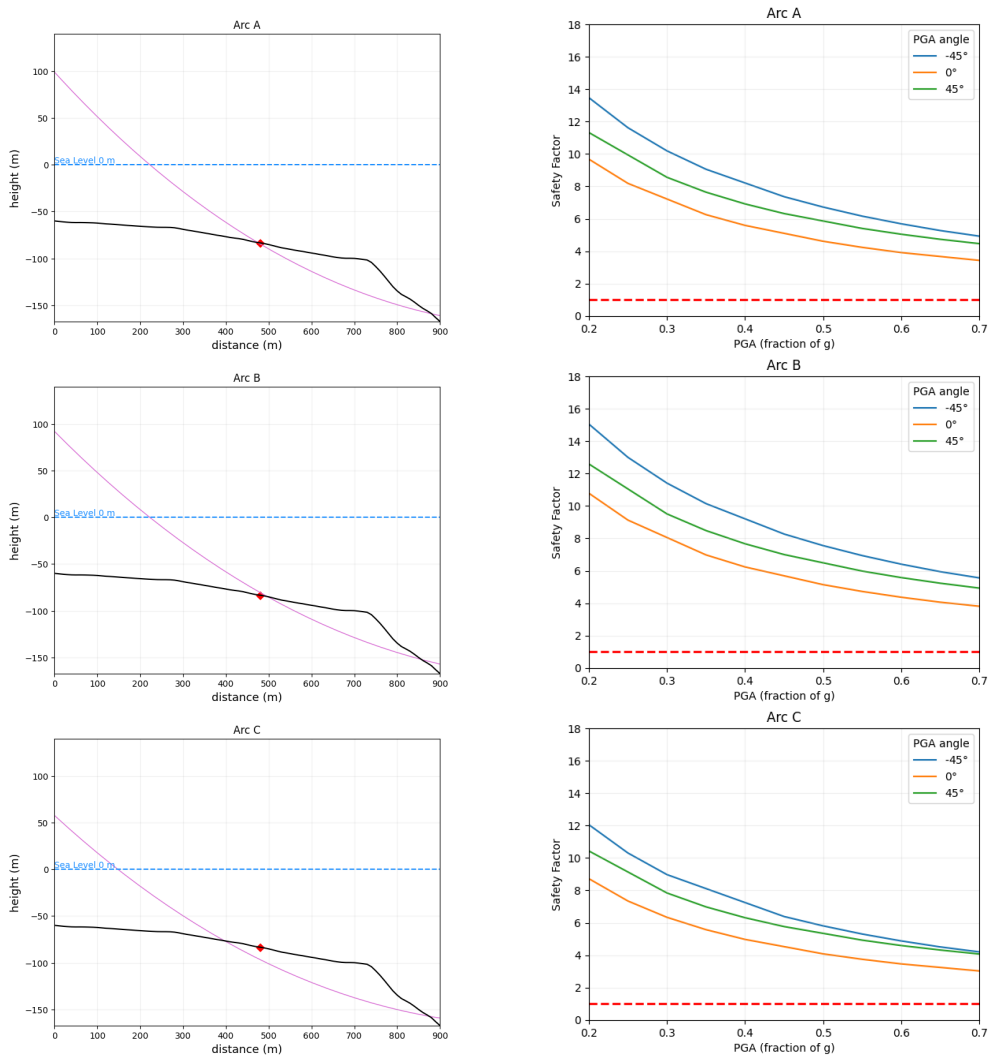 Arc A
100
50
0
−50
−100
−150
height (m)
Sea Level 0 m
0 100 200 300 400 500 600 700 800 900
distance (m)
Arc A
18
16
14
12
10
8
6
4
2
0
Safety Factor
PGA angle
-45°
0°
45°
0.2 0.3 0.4 0.5 0.6 0.7
PGA (fraction of g)
Arc B
100
50
0
−50
−100
−150
height (m)
Sea Level 0 m
0 100 200 300 400 500 600 700 800 900
distance (m)
Arc B
18
16
14
12
10
8
6
4
2
0
Safety Factor
PGA angle
-45°
0°
45°
0.2 0.3 0.4 0.5 0.6 0.7
PGA (fraction of g)
Arc C
100
50
0
−50
−100
−150
height (m)
Sea Level 0 m
0 100 200 300 400 500 600 700 800 900
distance (m)
Arc C
18
16
14
12
10
8
6
4
2
0
Safety Factor
PGA angle
-45°
0°
45°
0.2 0.3 0.4 0.5 0.6 0.7
PGA (fraction of g)